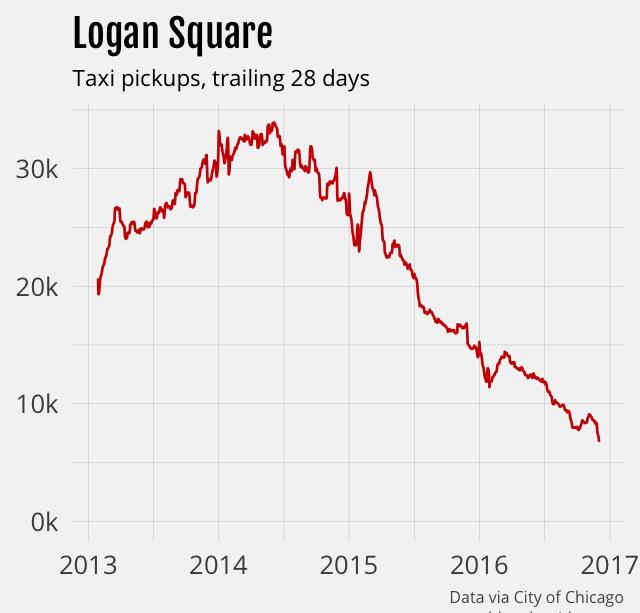 Logan Square
Taxi pickups, trailing 28 days
30k
20k
10k
0k
2013 2014 2015 2016 2017
Data via City of Chicago